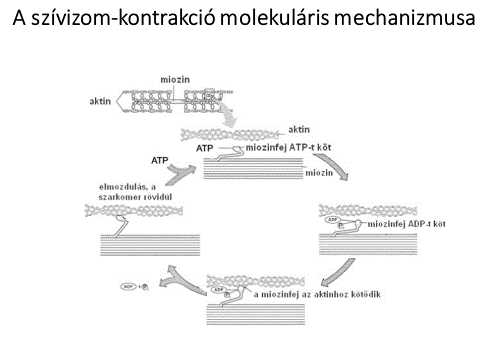 A szívizom-kontrakció molekuláris mechanizmusa
miozin
aktin
aktin
ATP
miozinfej ATP-t köt
ATP
miozin
elmozdulás, a
szarkomer rövidül
ADP
miozinfej ADP-t köt
ADP
a miozinfej az aktinhoz kötődik
ADP +